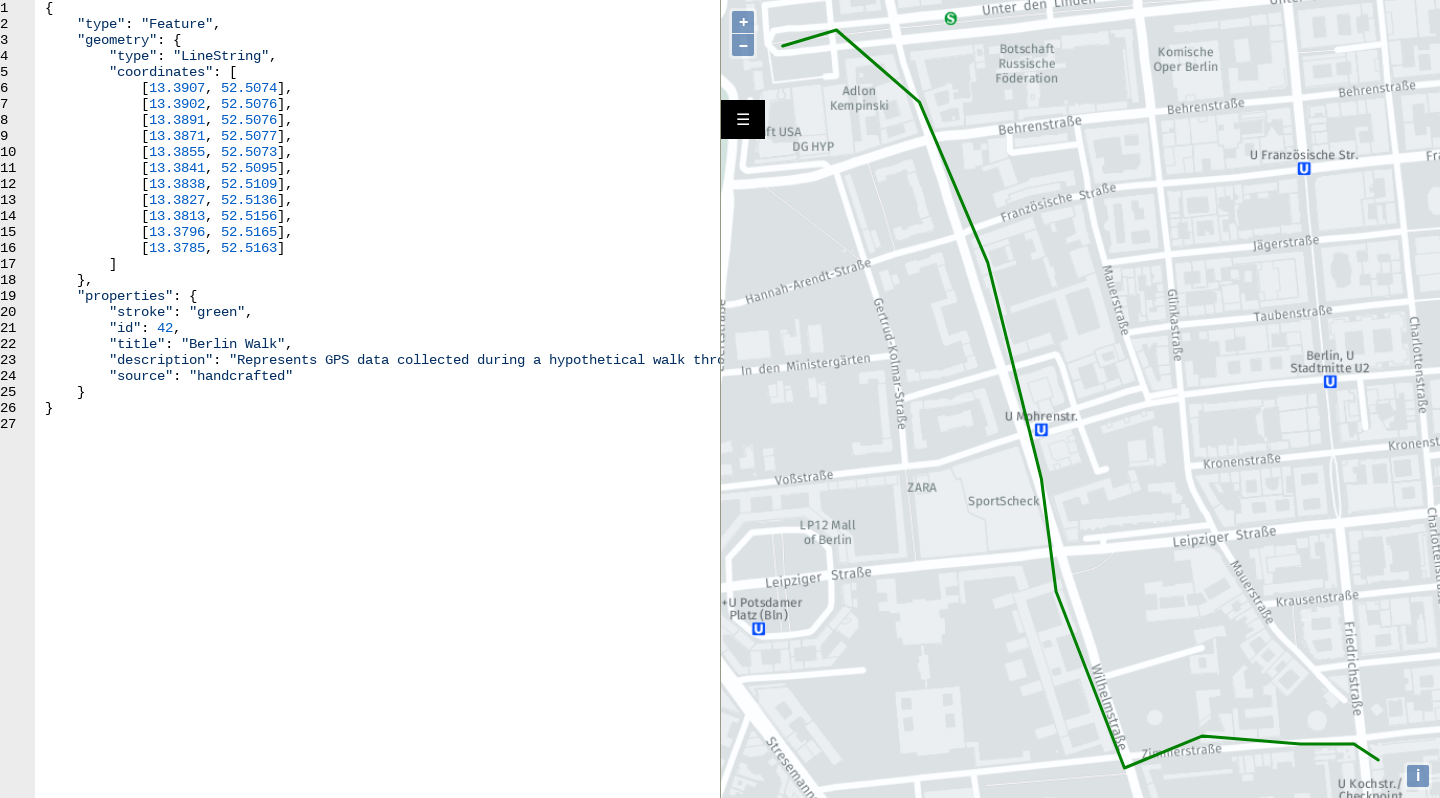 1 {
2 "type": "Feature",
3 "geometry": {
4 "type": "LineString",
5 "coordinates": [
6 [13.3907, 52.5074],
7 [13.3902, 52.5076],
8 [13.3891, 52.5076],
9 [13.3871, 52.5077],
10 [13.3855, 52.5073],
11 [13.3841, 52.5095],
12 [13.3838, 52.5109],
13 [13.3827, 52.5136],
14 [13.3813, 52.5156],
15 [13.3796, 52.5165],
16 [13.3785, 52.5163]
17 ]
18 },
19 "properties": {
20 "stroke": "green",
21 "id": 42,
22 "title": "Berlin Walk",
23 "description": "Represents GPS data collected during a hypothetical walk thro
24 "source": "handcrafted"
25 }
26 }
27
+
−
☰
S
Unter den Linden
Botschaft
Russische
Föderation
Komische
Oper Berlin
Adlon
Kempinski
Behrenstraße
Behrenstraße
Behrenstraße
ft USA
DG HYP
U Französische Str.
U
Französische Straße
Jägerstraße
Hannah-Arendt-Straße
Mauerstraße
Glinkastraße
Gertrud-Kolmar-Straße
Taubenstraße
Charlottenstraße
In den Ministergärten
Berlin, U
Stadtmitte U2
U
U Mohrenstr.
U
Kronenst
Kronenstraße
Voßstraße
ZARA
SportScheck
LP12 Mall
of Berlin
Leipziger Straße
Charlottenstraße
Leipziger Straße
Mauerstraße
Krausenstraße
+U Potsdamer
Platz (Bln)
U
Friedrichstraße
Wilhelmstraße
Zimmerstraße
Stresemann
U Kochstr./
Checkpoint
i